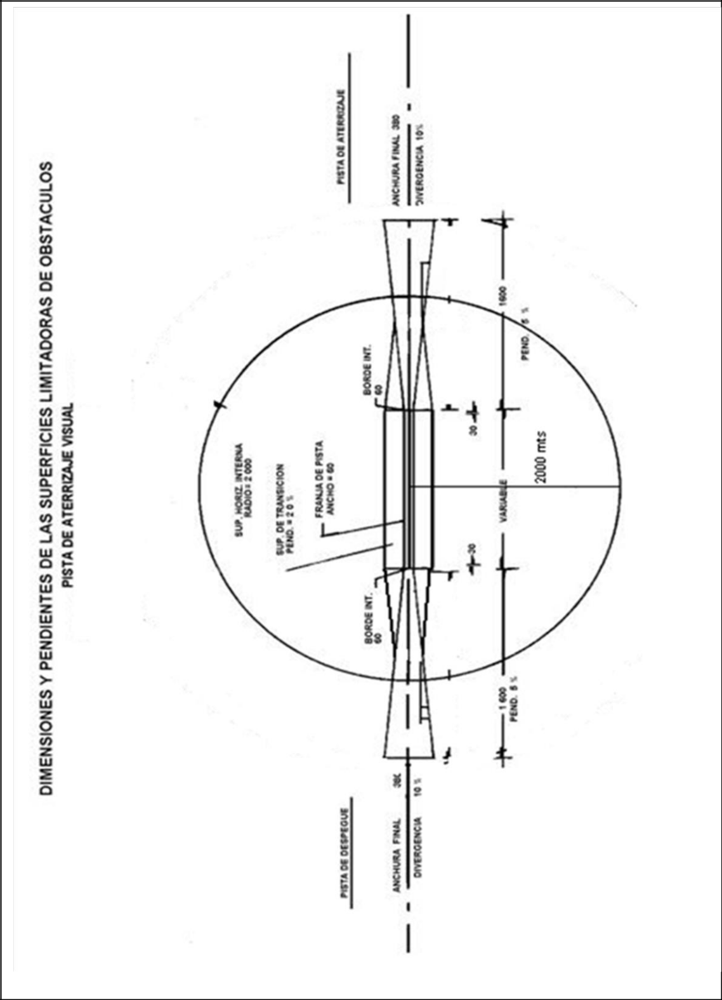 DIMENSIONES Y PENDIENTES DE LAS SUPERFICIES LIMITADORAS DE OBSTACULOS
PISTA DE ATERRIZAJE VISUAL
SUP. HORIZ. INTERNA
RADIO= 2 000
SUP. DE TRANSICION
PEND. = 2 0 %
FRANJA DE PISTA
ANCHO = 60
PISTA DE DESPEGUE
PISTA DE ATERRIZAJE
BORDE INT.
60
BORDE INT.
60
ANCHURA FINAL
DIVERGENCIA 10 %
ANCHURA FINAL 380
DIVERGENCIA 10%
30
30
1 600
PEND. 5 %
VARIABLE
1600
PEND. 5 %
2000 mts